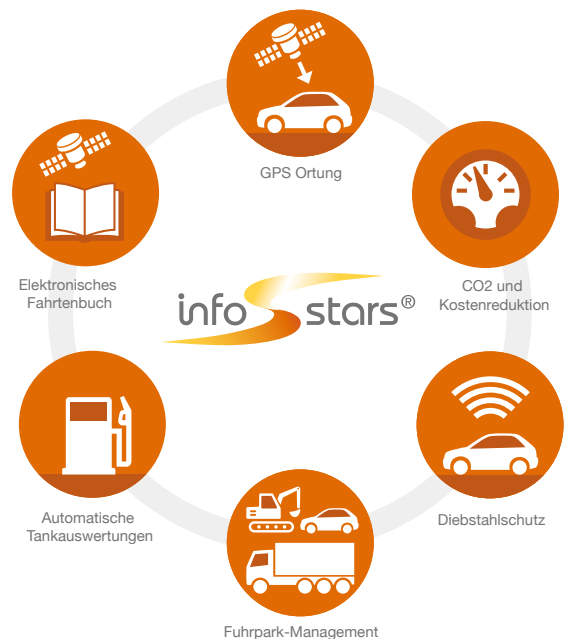 GPS Ortung
Elektronisches
Fahrtenbuch
CO2 und
Kostenreduktion
info stars®
Automatische
Tankauswertungen
Diebstahlschutz
Fuhrpark-Management